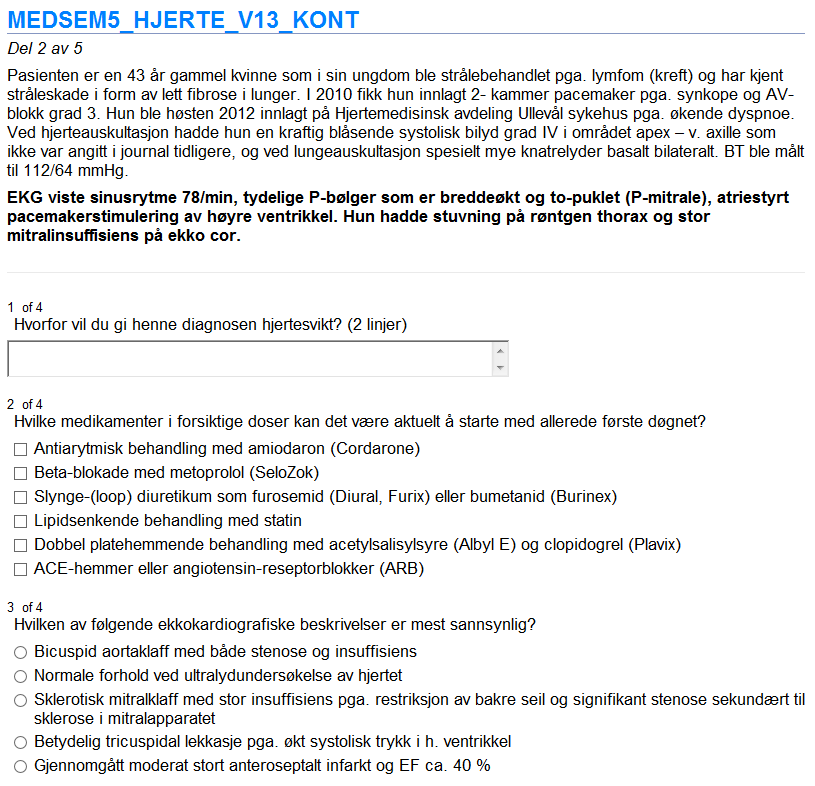 MEDSEM5_HJERTE_V13_KONT
Del 2 av 5
Pasienten er en 43 år gammel kvinne som i sin ungdom ble strålebehandlet pga. lymfom (kreft) og har kjent
stråleskade i form av lett fibrose i lunger. I 2010 fikk hun innlagt 2- kammer pacemaker pga. synkope og AV-
blokk grad 3. Hun ble høsten 2012 innlagt på Hjertemedisinsk avdeling Ullevål sykehus pga. økende dyspnoe.
Ved hjerteauskultasjon hadde hun en kraftig blåsende systolisk bilyd grad IV i området apex – v. axille som
ikke var angitt i journal tidligere, og ved lungeauskultasjon spesielt mye knatrelyder basalt bilateralt. BT ble målt
til 112/64 mmHg.
EKG viste sinusrytme 78/min, tydelige P-bølger som er breddeøkt og to-puklet (P-mitrale), atriestyrt
pacemakerstimulering av høyre ventrikkel. Hun hadde stuvning på røntgen thorax og stor
mitralinsuffisiens på ekko cor.
1 of 4
Hvorfor vil du gi henne diagnosen hjertesvikt? (2 linjer)
2 of 4
Hvilke medikamenter i forsiktige doser kan det være aktuelt å starte med allerede første døgnet?
Antiarytmisk behandling med amiodaron (Cordarone)
Beta-blokade med metoprolol (SeloZok)
Slynge-(loop) diuretikum som furosemid (Diural, Furix) eller bumetanid (Burinex)
Lipidsenkende behandling med statin
Dobbel platehemmende behandling med acetylsalisylsyre (Albyl E) og clopidogrel (Plavix)
ACE-hemmer eller angiotensin-reseptorblokker (ARB)
3 of 4
Hvilken av følgende ekkokardiografiske beskrivelser er mest sannsynlig?
Bicuspid aortaklaff med både stenose og insuffisiens
Normale forhold ved ultralydundersøkelse av hjertet
Sklerotisk mitralklaff med stor insuffisiens pga. restriksjon av bakre seil og signifikant stenose sekundært til
sklerose i mitralapparatet
Betydelig tricuspidal lekkasje pga. økt systolisk trykk i h. ventrikkel
Gjennomgått moderat stort anteroseptalt infarkt og EF ca. 40 %